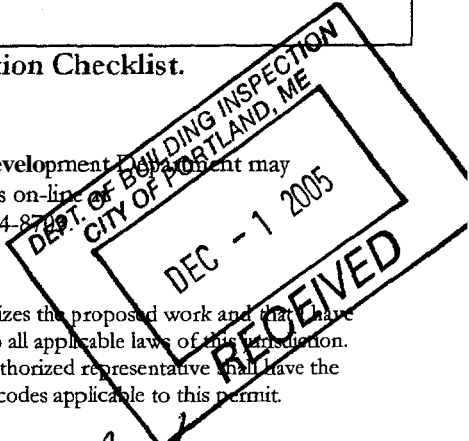 tion Checklist.
evelopment Department may
s on-line at
4-8703
DEPT. OF BUILDING INSPECTION
CITY OF PORTLAND, ME
DEC - 1 2005
RECEIVED
izes the proposed work and that I have
o all applicable laws of this jurisdiction.
thorized representative shall have the
codes applicable to this permit.